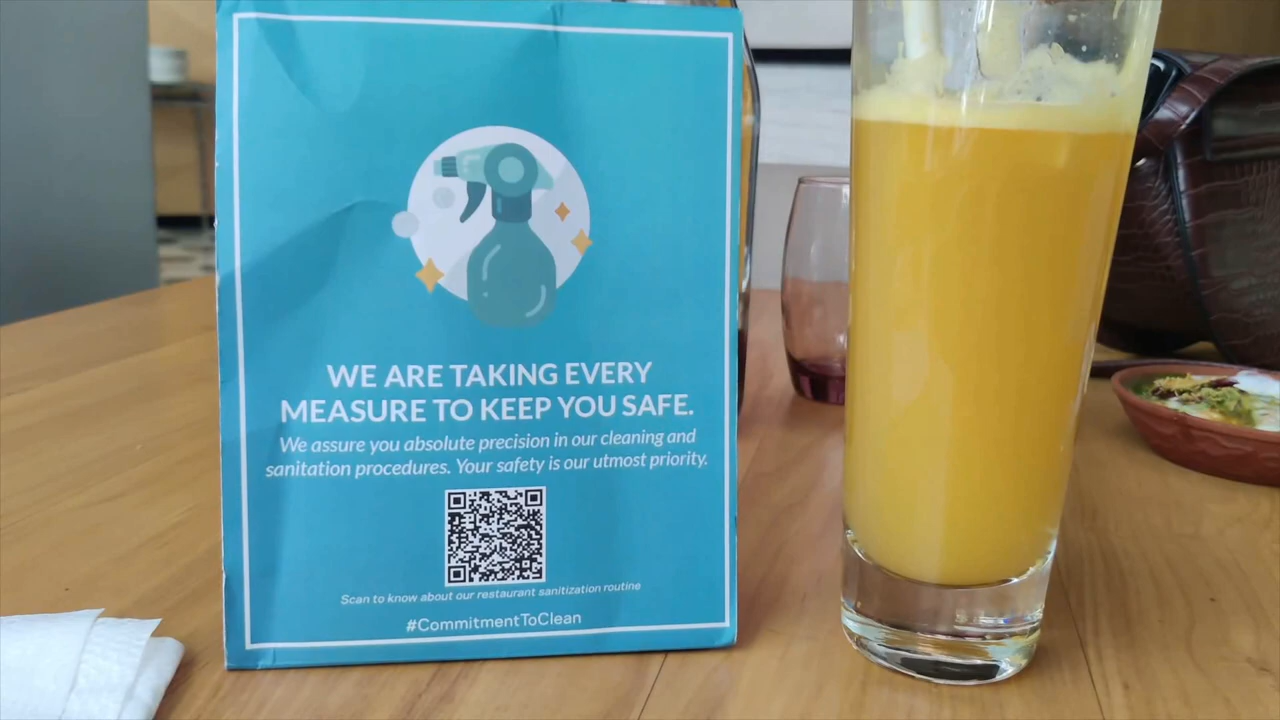 WE ARE TAKING EVERY
MEASURE TO KEEP YOU SAFE.
We assure you absolute precision in our cleaning and
sanitation procedures. Your safety is our utmost priority.
Scan to know about our restaurant sanitization routine
#CommitmentToClean